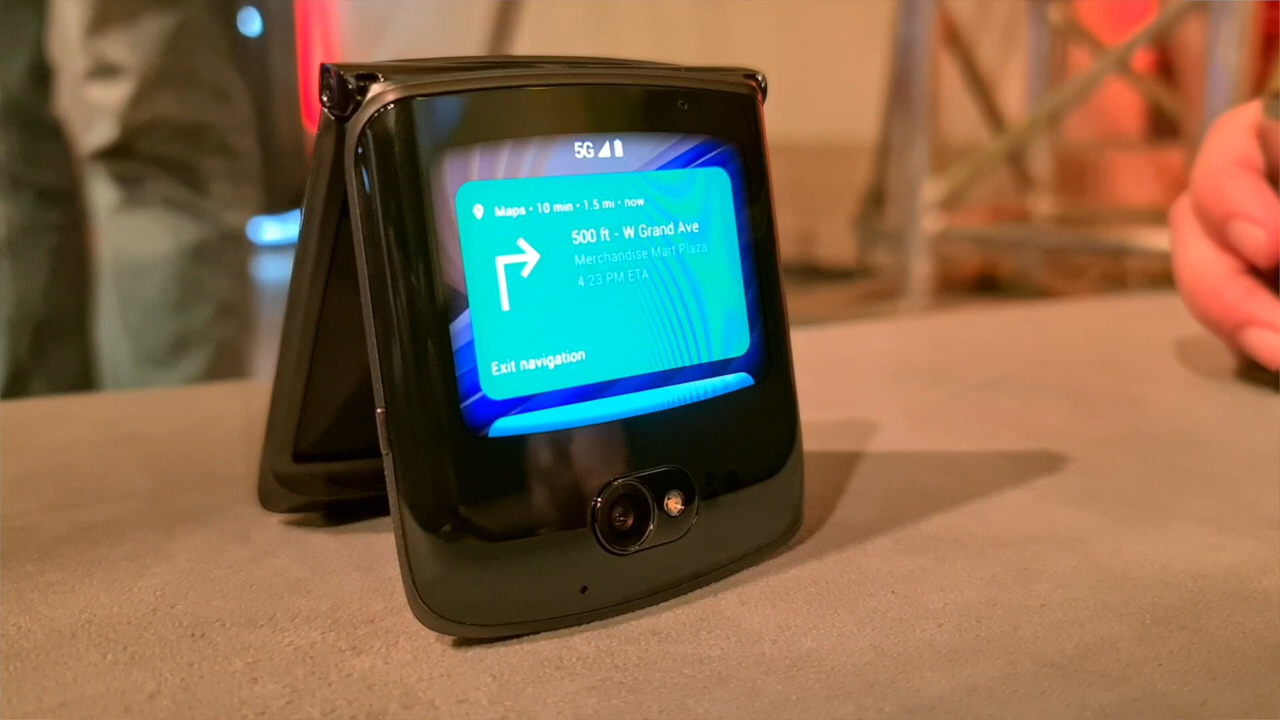 5G
Maps • 10 min • 1.5 mi • now
500 ft - W Grand Ave
Merchandise Mart Plaza
4:23 PM ETA
Exit navigation